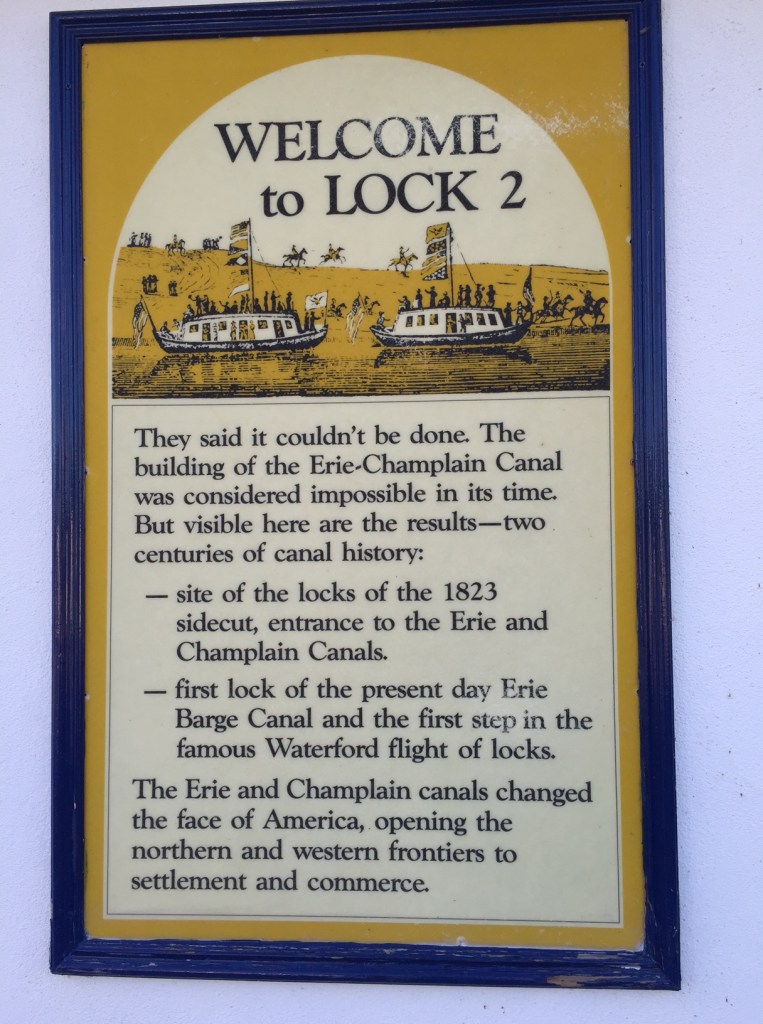 WELCOME
to LOCK 2
They said it couldn't be done. The
building of the Erie-Champlain Canal
was considered impossible in its time.
But visible here are the results—two
centuries of canal history:
— site of the locks of the 1823
sidecut, entrance to the Erie and
Champlain Canals.
— first lock of the present day Erie
Barge Canal and the first step in the
famous Waterford flight of locks.
The Erie and Champlain canals changed
the face of America, opening the
northern and western frontiers to
settlement and commerce.